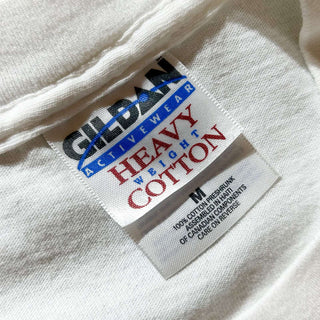 GILDAN
ACTIVEWEAR
HEAVY
WEIGHT
COTTON
M
100% COTTON PRESHRUNK
ASSEMBLED IN HAITI
OF CANADIAN COMPONENTS
CARE ON REVERSE